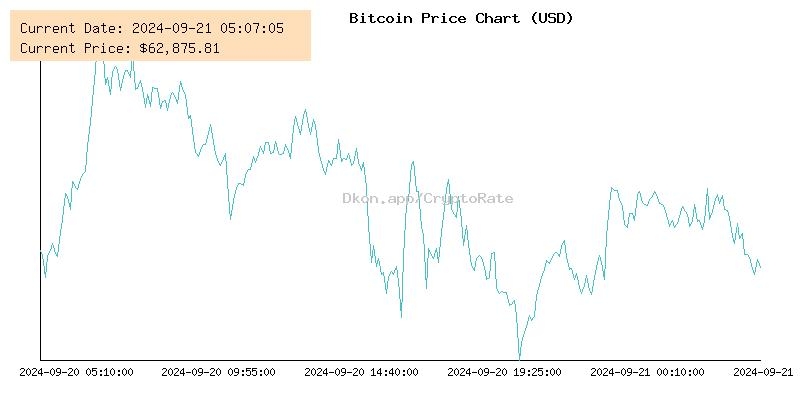 Bitcoin Price Chart (USD)
Current Date: 2024-09-21 05:07:05
Current Price: $62,875.81
Dkon.app/CryptoRate
2024-09-20 05:10:00 2024-09-20 09:55:00 2024-09-20 14:40:00 2024-09-20 19:25:00 2024-09-21 00:10:00 2024-09-21